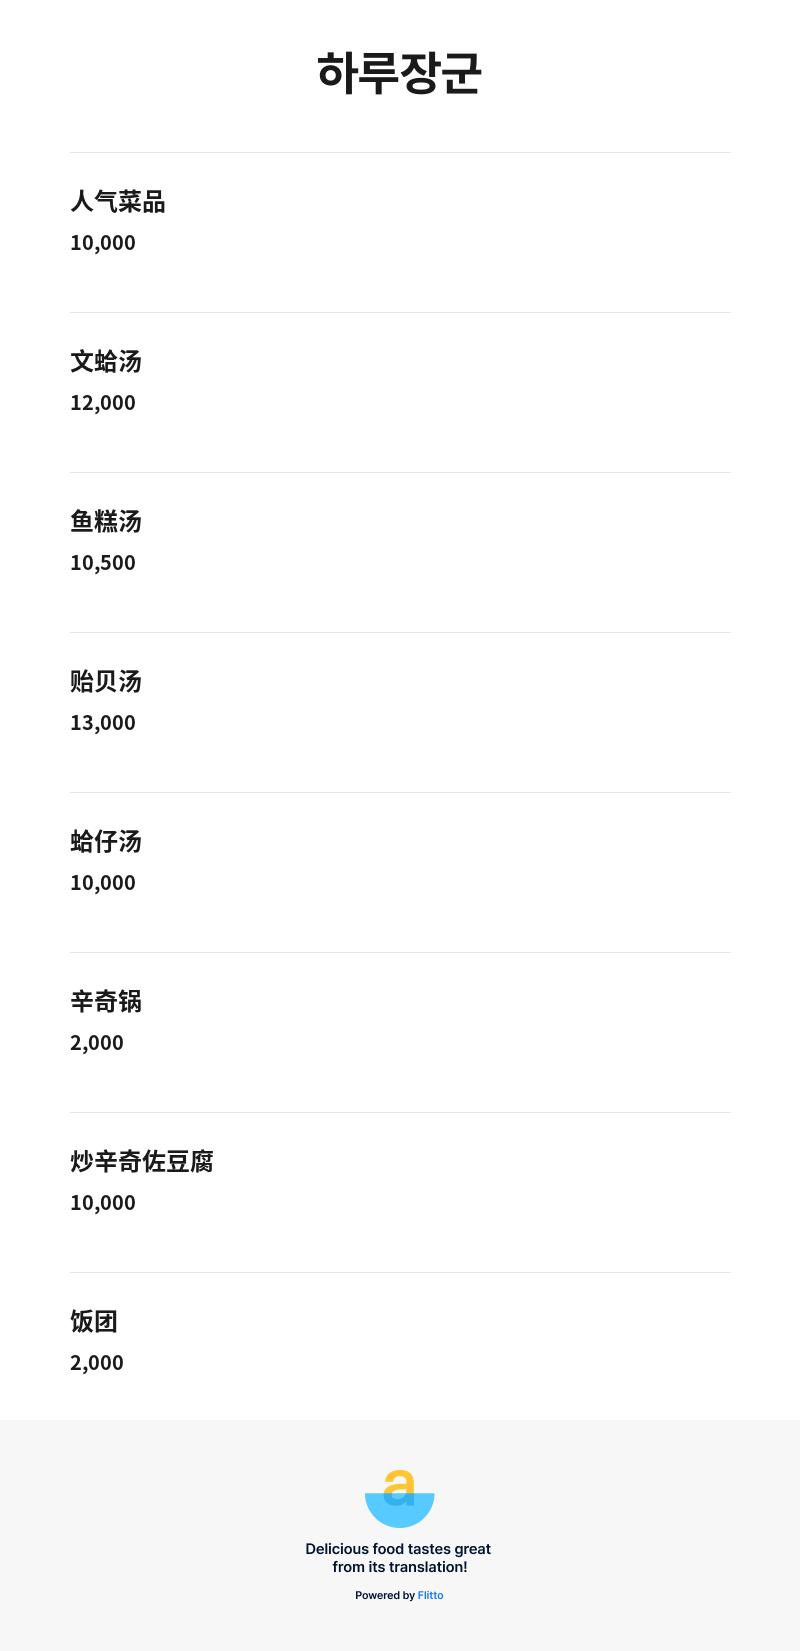 하루장군
人气菜品
10,000
文蛤汤
12,000
鱼糕汤
10,500
贻贝汤
13,000
蛤仔汤
10,000
辛奇锅
2,000
炒辛奇佐豆腐
10,000
饭团
2,000
a
Delicious food tastes great
from its translation!
Powered by Flitto